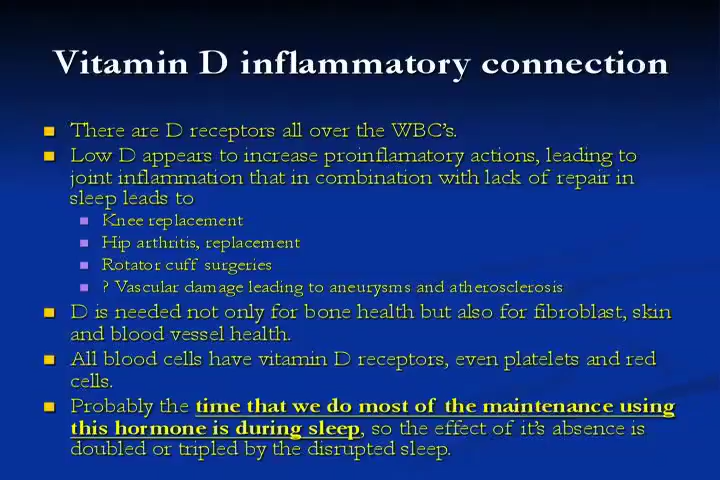 Vitamin D inflammatory connection
There are D receptors all over the WBC's.
Low D appears to increase proinflamatory actions, leading to
joint inflammation that in combination with lack of repair in
sleep leads to
Knee replacement
Hip arthritis, replacement
Rotator cuff surgeries
? Vascular damage leading to aneurysms and atherosclerosis
D is needed not only for bone health but also for fibroblast, skin
and blood vessel health.
All blood cells have vitamin D receptors, even platelets and red
cells.
Probably the time that we do most of the maintenance using
this hormone is during sleep, so the effect of it's absence is
doubled or tripled by the disrupted sleep.